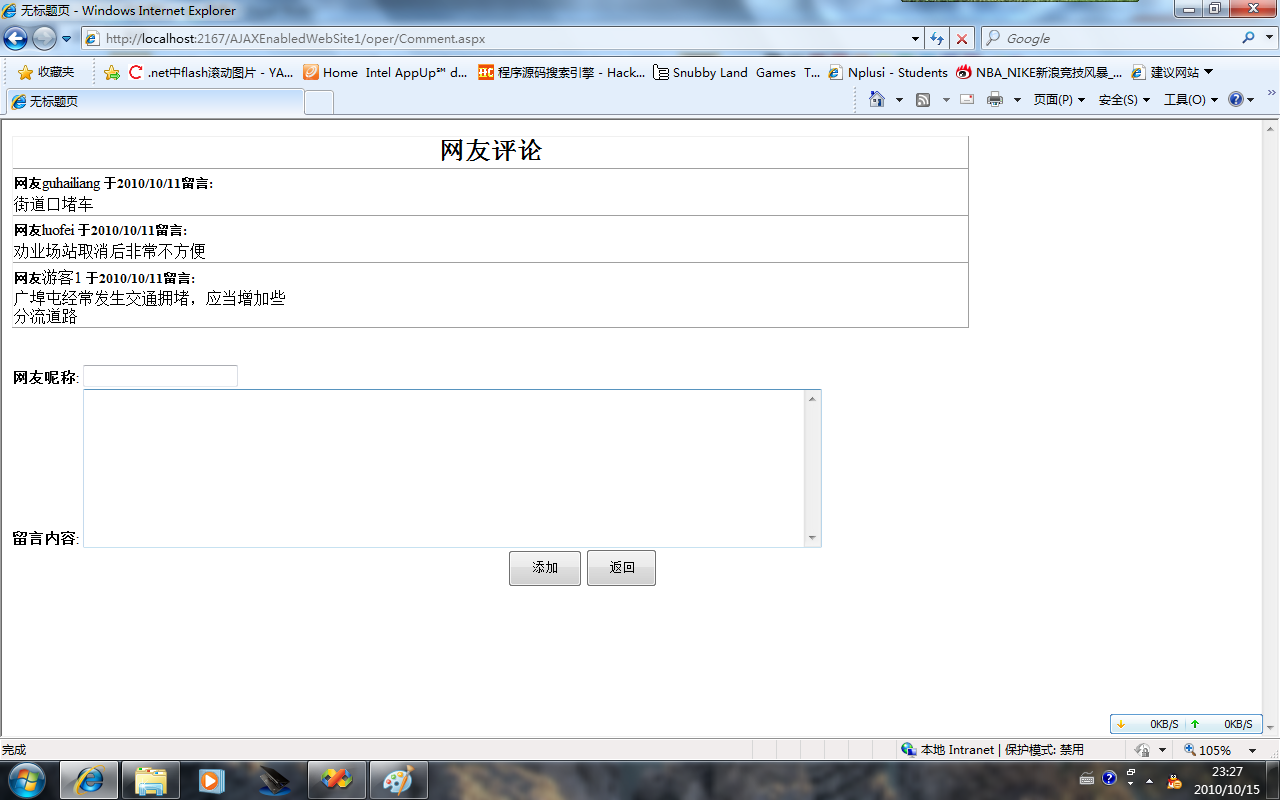 无标题页 - Windows Internet Explorer
http://localhost:2167/AJAXEnabledWebSite1/oper/Comment.aspx
Google
收藏夹
.net中flash滚动图片 - YA...
Home Intel AppUp℠ d...
程序源码搜索引擎 - Hack...
Snubby Land Games T...
Nplusi - Students
NBA_NIKE新浪竞技风暴_...
建议网站
无标题页
页面(P)
安全(S)
工具(O)
网友评论
网友guhailiang 于2010/10/11留言:
街道口堵车
网友luofei 于2010/10/11留言:
劝业场站取消后非常不方便
网友游客1 于2010/10/11留言:
广埠屯经常发生交通拥堵，应当增加些
分流道路
网友昵称:
留言内容:
添加
返回
0KB/S
0KB/S
完成
本地 Intranet | 保护模式: 禁用
105%
23:27
2010/10/15